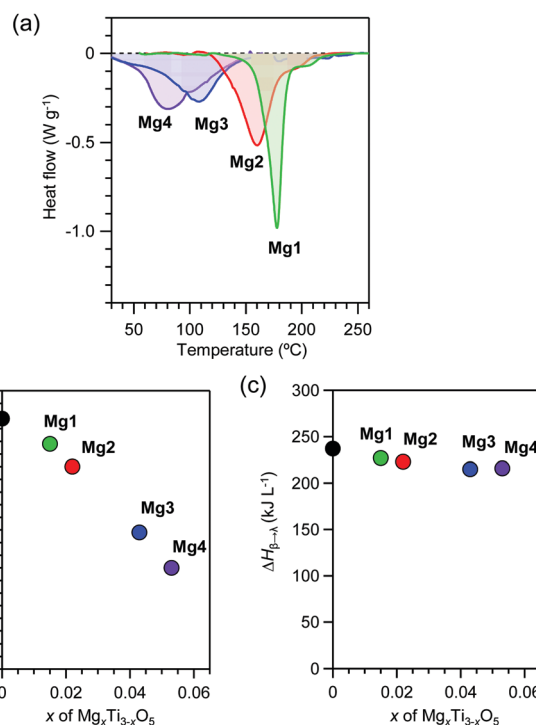 (a)
0
-0.5
-1.0
Heat flow (W g⁻¹)
Mg4
Mg3
Mg2
Mg1
50
100
150
200
250
Temperature (ºC)
Mg1
Mg2
Mg3
Mg4
0
0.02
0.04
0.06
x of MgₓTi₃₋ₓO₅
(c)
300
250
200
150
100
50
0
ΔHβ→λ (kJ L⁻¹)
Mg1
Mg2
Mg3
Mg4
0
0.02
0.04
0.06
x of MgₓTi₃₋ₓO₅